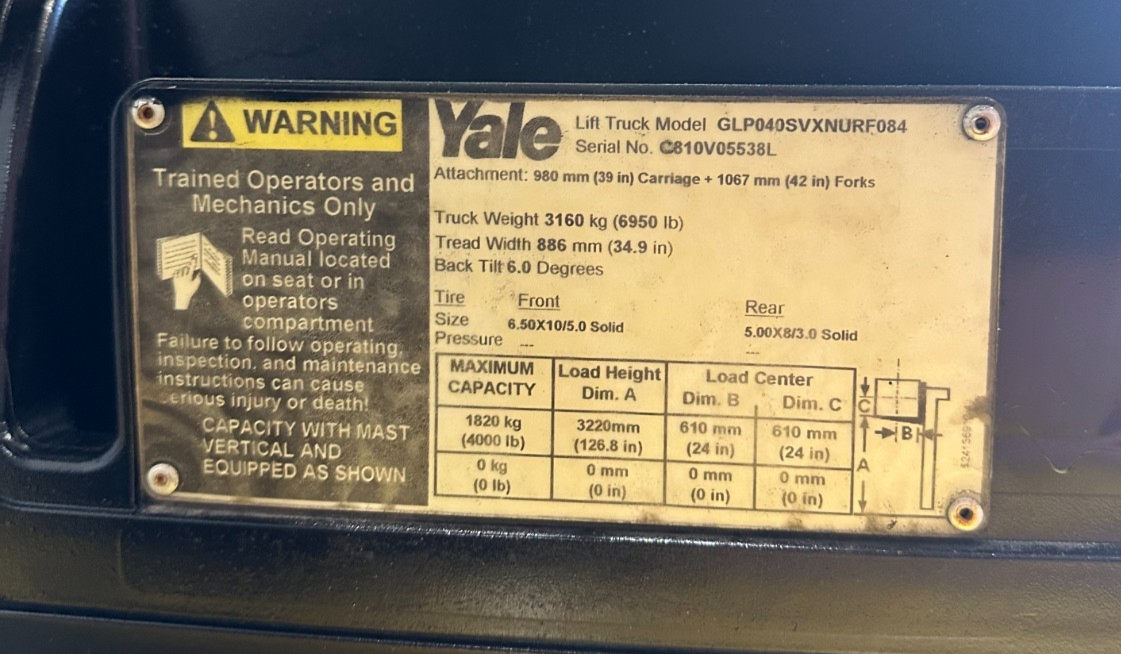 WARNING
Trained Operators and
Mechanics Only
Read Operating
Manual located
on seat or in
operators
compartment
Failure to follow operating,
inspection, and maintenance
instructions can cause
serious injury or death!
CAPACITY WITH MAST
VERTICAL AND
EQUIPPED AS SHOWN
Yale
Lift Truck Model GLP040SVXNURF084
Serial No. C810V05538L
Attachment: 980 mm (39 in) Carriage + 1067 mm (42 in) Forks
Truck Weight 3160 kg (6950 lb)
Tread Width 886 mm (34.9 in)
Back Tilt 6.0 Degrees
Tire Front Rear
Size 6.50X10/5.0 Solid 5.00X8/3.0 Solid
Pressure --- ---
MAXIMUM CAPACITY Load Height Dim. A Load Center Dim. B Dim. C
1820 kg 3220mm 610 mm 610 mm
(4000 lb) (126.8 in) (24 in) (24 in)
0 kg 0 mm 0 mm 0 mm
(0 lb) (0 in) (0 in) (0 in)
C
B
A